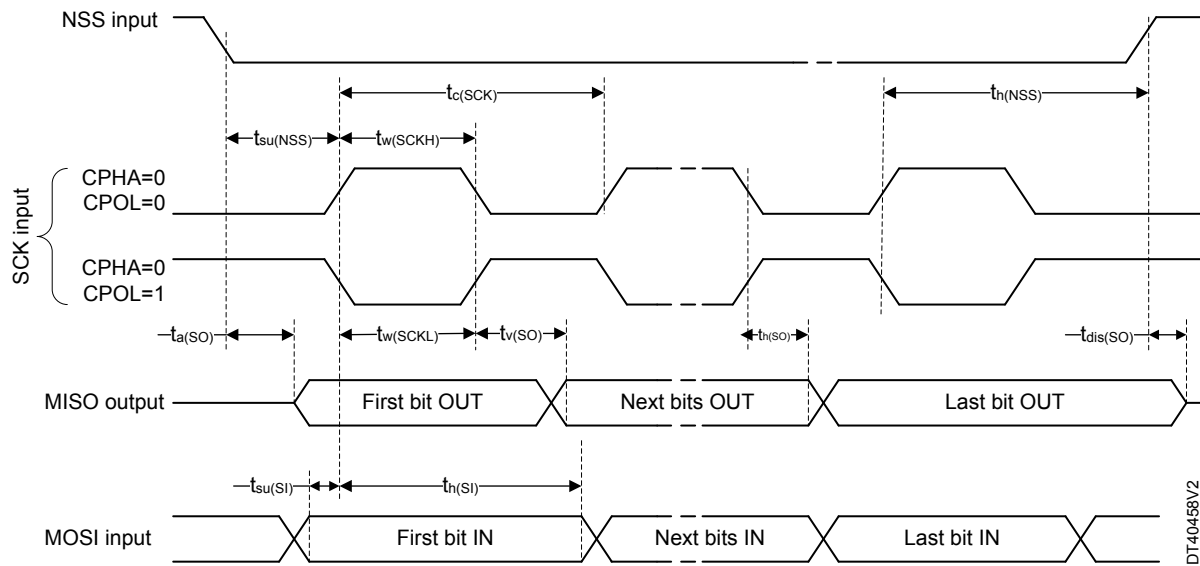 NSS input
tc(SCK)
th(NSS)
tsu(NSS)
tw(SCKH)
SCK input
CPHA=0
CPOL=0
CPHA=0
CPOL=1
ta(SO)
tw(SCKL)
tv(SO)
th(SO)
tdis(SO)
MISO output
First bit OUT
Next bits OUT
Last bit OUT
tsu(SI)
th(SI)
MOSI input
First bit IN
Next bits IN
Last bit IN
DT40458V2